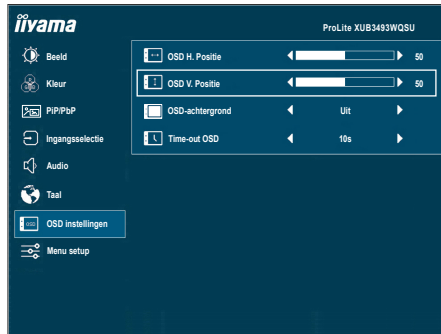 iiyama
ProLite XUB3493WQSU
Beeld
Kleur
PiP/PbP
Ingangsselectie
Audio
Taal
OSD instellingen
Menu setup
OSD H. Positie 50
OSD V. Positie 50
OSD-achtergrond Uit
Time-out OSD 10s